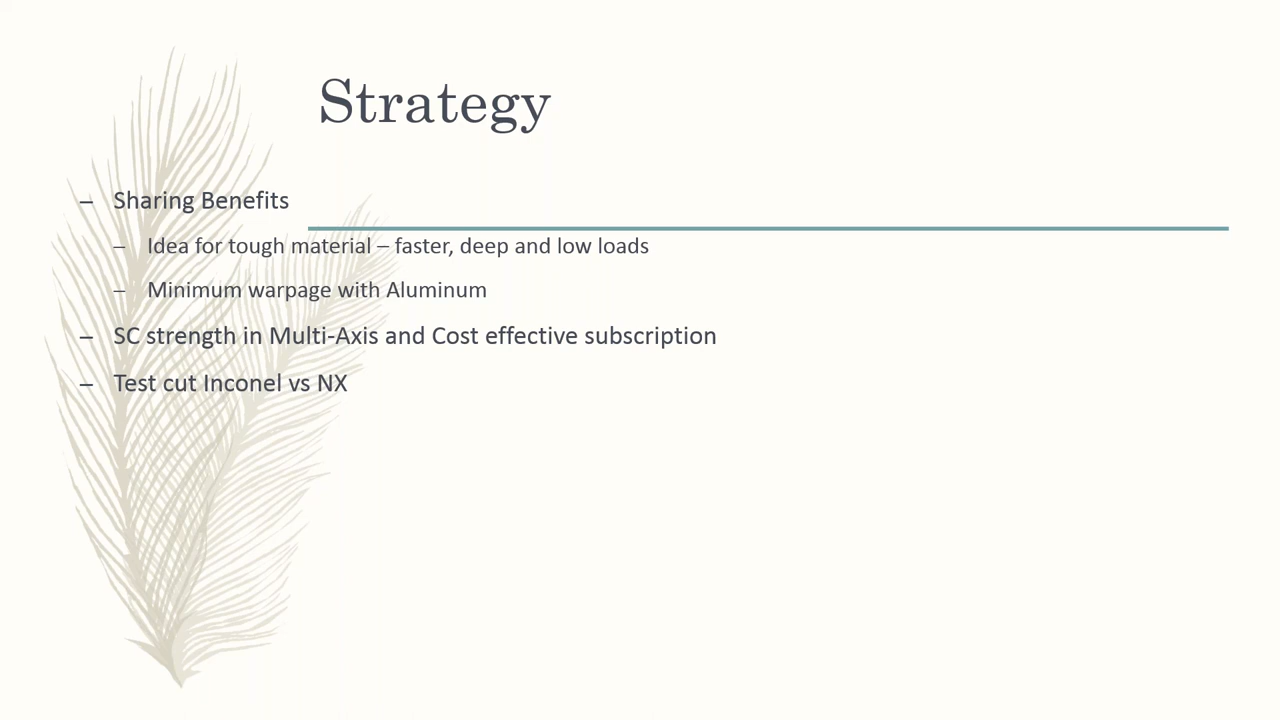 Strategy
– Sharing Benefits
– Idea for tough material – faster, deep and low loads
– Minimum warpage with Aluminum
– SC strength in Multi-Axis and Cost effective subscription
– Test cut Inconel vs NX